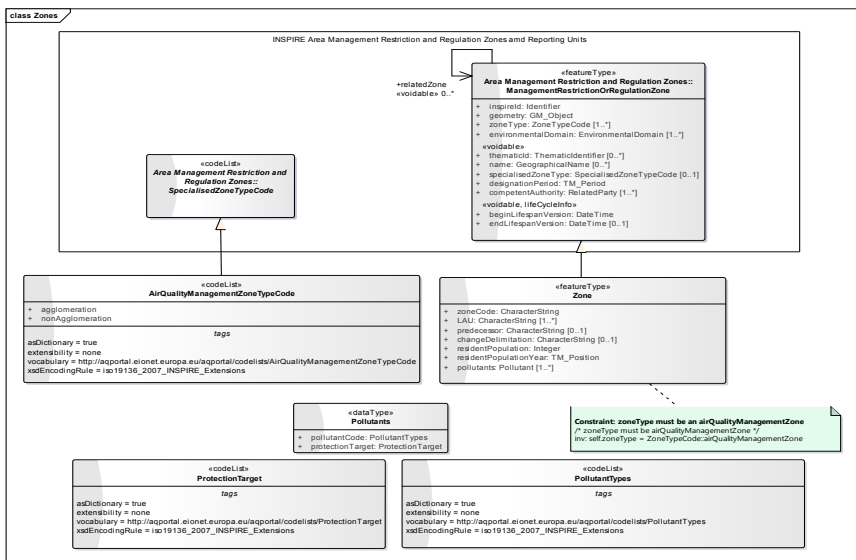 class Zones
INSPIRE Area Management Restriction and Regulation Zones amd Reporting Units
+relatedZone
«voidable» 0..*
«featureType»
Area Management Restriction and Regulation Zones::
ManagementRestrictionOrRegulationZone
+ inspireId: Identifier
+ geometry: GM_Object
+ zoneType: ZoneTypeCode [1..*]
+ environmentalDomain: EnvironmentalDomain [1..*]
«voidable»
+ thematicId: ThematicIdentifier [0..*]
+ name: GeographicalName [0..*]
+ specialisedZoneType: SpecialisedZoneTypeCode [0..1]
+ designationPeriod: TM_Period
+ competentAuthority: RelatedParty [1..*]
«voidable, lifeCycleInfo»
+ beginLifespanVersion: DateTime
+ endLifespanVersion: DateTime [0..1]
«codeList»
Area Management Restriction and
Regulation Zones::
SpecialisedZoneTypeCode
«codeList»
AirQualityManagementZoneTypeCode
+ agglomeration
+ nonAgglomeration
tags
asDictionary = true
extensibility = none
vocabulary = http://aqportal.eionet.europa.eu/aqportal/codelists/AirQualityManagementZoneTypeCode
xsdEncodingRule = iso19136_2007_INSPIRE_Extensions
«featureType»
Zone
+ zoneCode: CharacterString
+ LAU: CharacterString [1..*]
+ predecessor: CharacterString [0..1]
+ changeDelimitation: CharacterString [0..1]
+ residentPopulation: Integer
+ residentPopulationYear: TM_Position
+ pollutants: Pollutant [1..*]
«dataType»
Pollutants
+ pollutantCode: PollutantTypes
+ protectionTarget: ProtectionTarget
Constraint: zoneType must be an airQualityManagementZone
/* zoneType must be airQualityManagementZone */
inv: self.zoneType = ZoneTypeCode::airQualityManagementZone
«codeList»
ProtectionTarget
tags
asDictionary = true
extensibility = none
vocabulary = http://aqportal.eionet.europa.eu/aqportal/codelists/ProtectionTarget
xsdEncodingRule = iso19136_2007_INSPIRE_Extensions
«codeList»
PollutantTypes
tags
asDictionary = true
extensibility = none
vocabulary = http://aqportal.eionet.europa.eu/aqportal/codelists/PollutantTypes
xsdEncodingRule = iso19136_2007_INSPIRE_Extensions